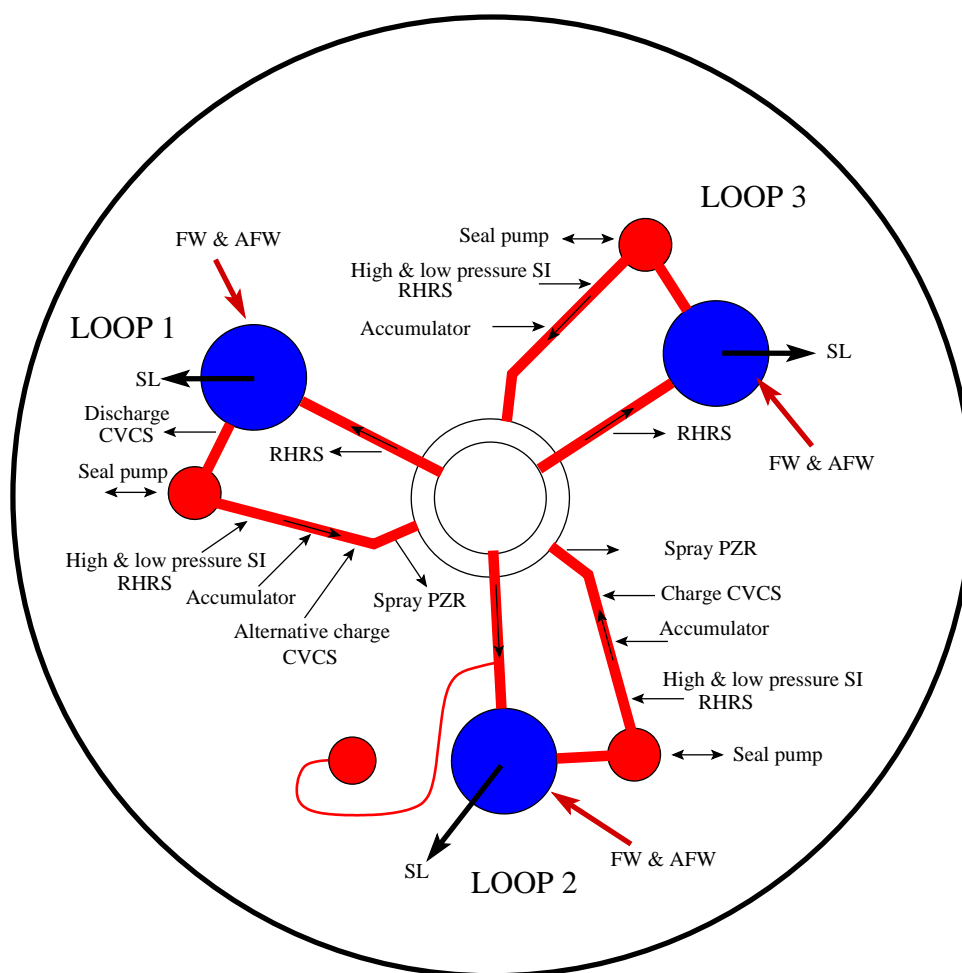 LOOP 3
Seal pump
High & low pressure SI
RHRS
Accumulator
SL
RHRS
FW & AFW
FW & AFW
LOOP 1
SL
Discharge
CVCS
RHRS
Seal pump
High & low pressure SI
RHRS
Accumulator
Alternative charge
CVCS
Spray PZR
Spray PZR
Charge CVCS
Accumulator
High & low pressure SI
RHRS
Seal pump
FW & AFW
SL
LOOP 2